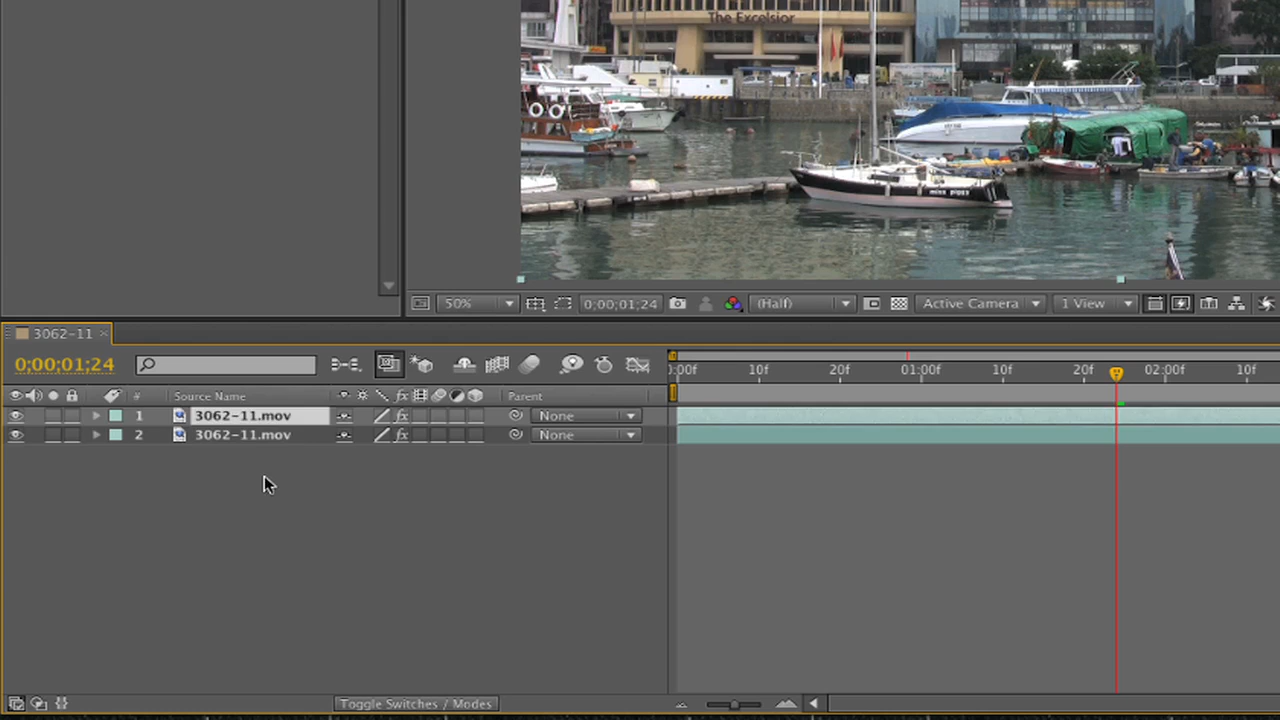 The Excelsior
miss pigsy
50%
0;00;01;24
(Half)
Active Camera
1 View
3062-11
0;00;01;24
):00f 10f 20f 01:00f 10f 20f 02:00f 10f
# Source Name Parent
1 3062-11.mov None
2 3062-11.mov None
Toggle Switches / Modes